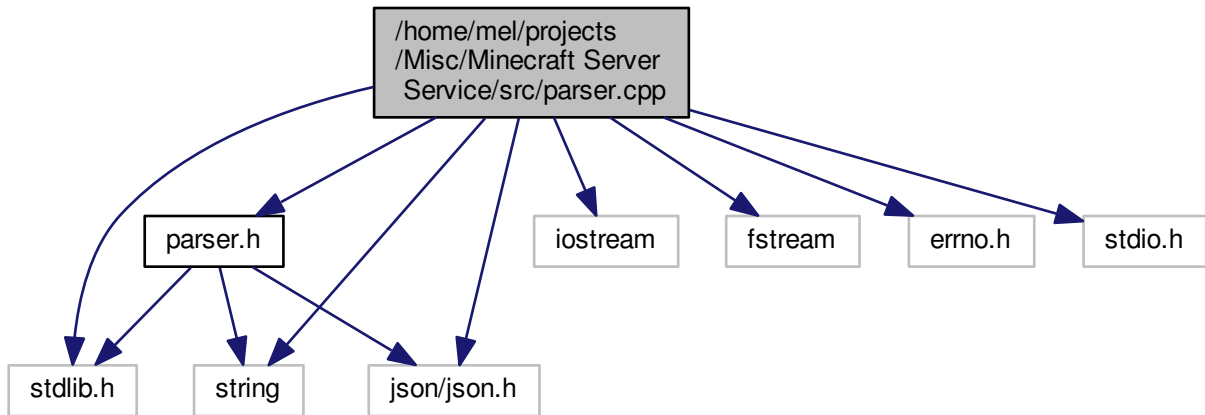 /home/mel/projects
/Misc/Minecraft Server
Service/src/parser.cpp
parser.h
iostream
fstream
errno.h
stdio.h
stdlib.h
string
json/json.h